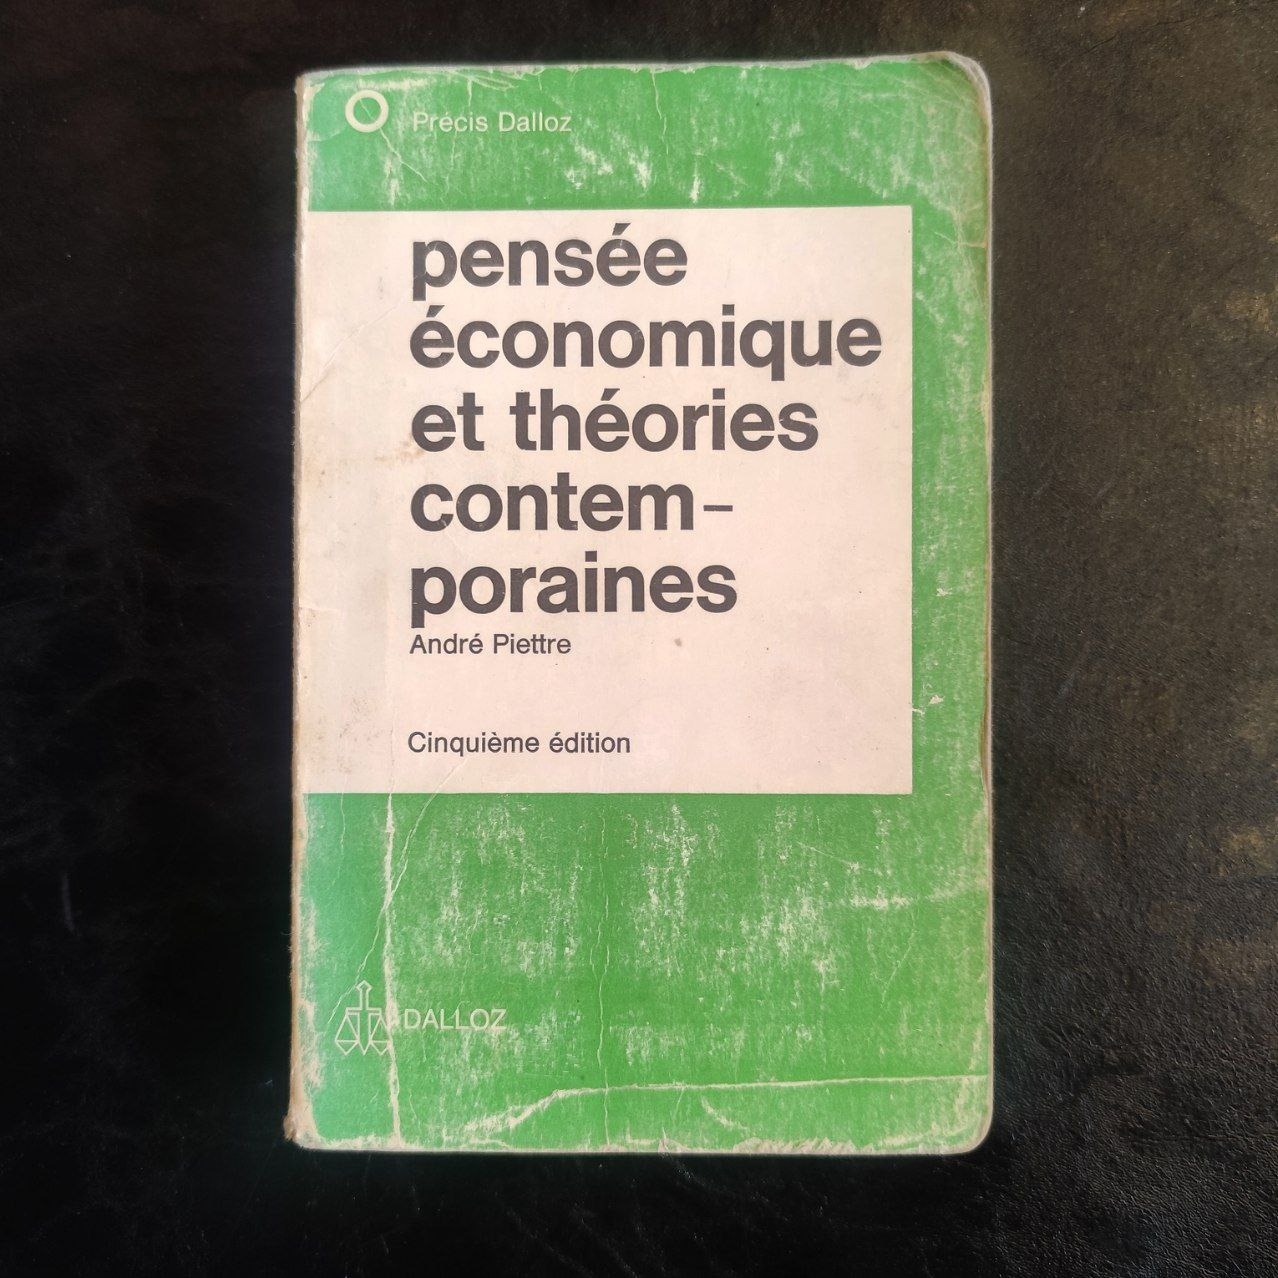 Précis Dalloz
pensée
économique
et théories
contem-
poraines
André Piettre
Cinquième édition
DALLOZ